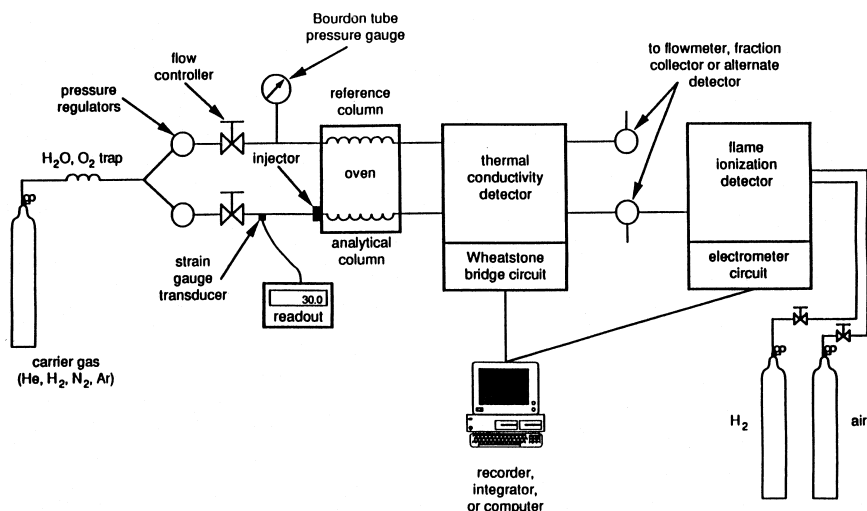 Bourdon tube
pressure gauge
flow
controller
to flowmeter, fraction
collector or alternate
detector
pressure
regulators
reference
column
H₂O, O₂ trap
injector
oven
thermal
conductivity
detector
flame
ionization
detector
analytical
column
Wheatstone
bridge circuit
electrometer
circuit
strain
gauge
transducer
30.0
readout
carrier gas
(He, H₂, N₂, Ar)
H₂
air
recorder,
integrator,
or computer